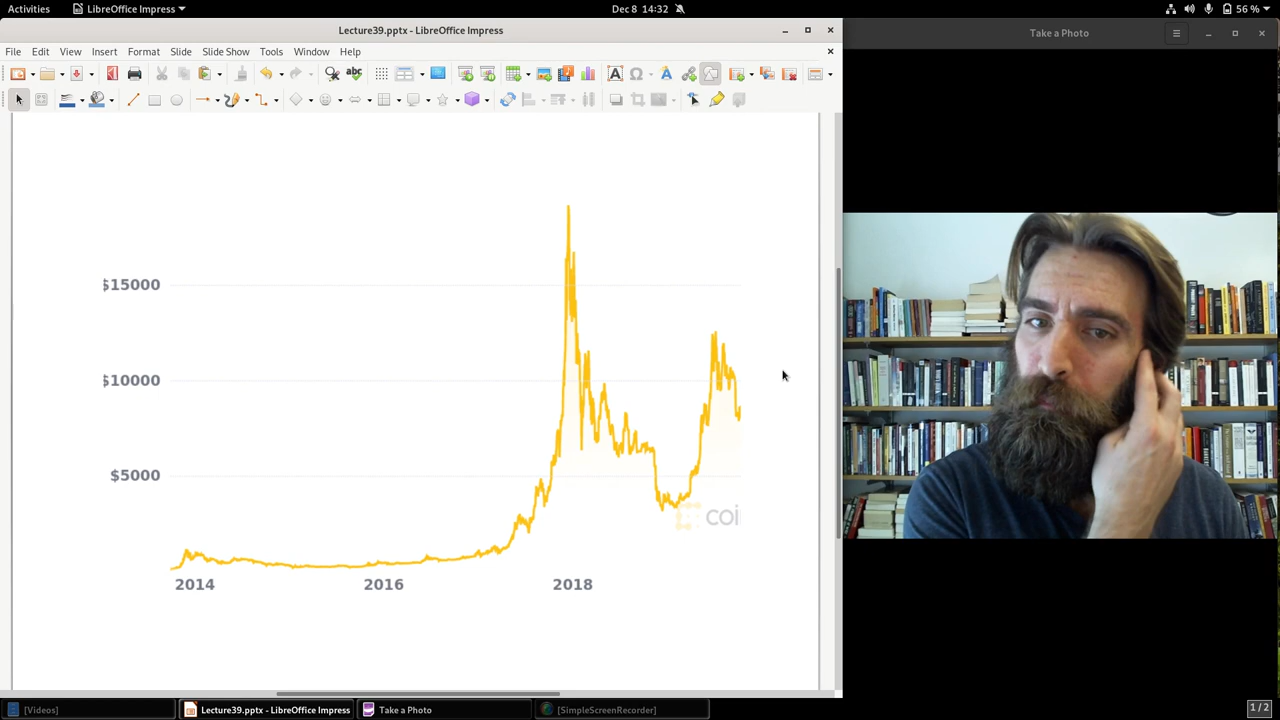 Activities LibreOffice Impress Dec 8 14:32 56 %
Lecture39.pptx - LibreOffice Impress
Take a Photo
File Edit View Insert Format Slide Slide Show Tools Window Help
$15000
$10000
$5000
coi
2014 2016 2018
[Videos] Lecture39.pptx - LibreOffice Impress Take a Photo [SimpleScreenRecorder] 1 / 2